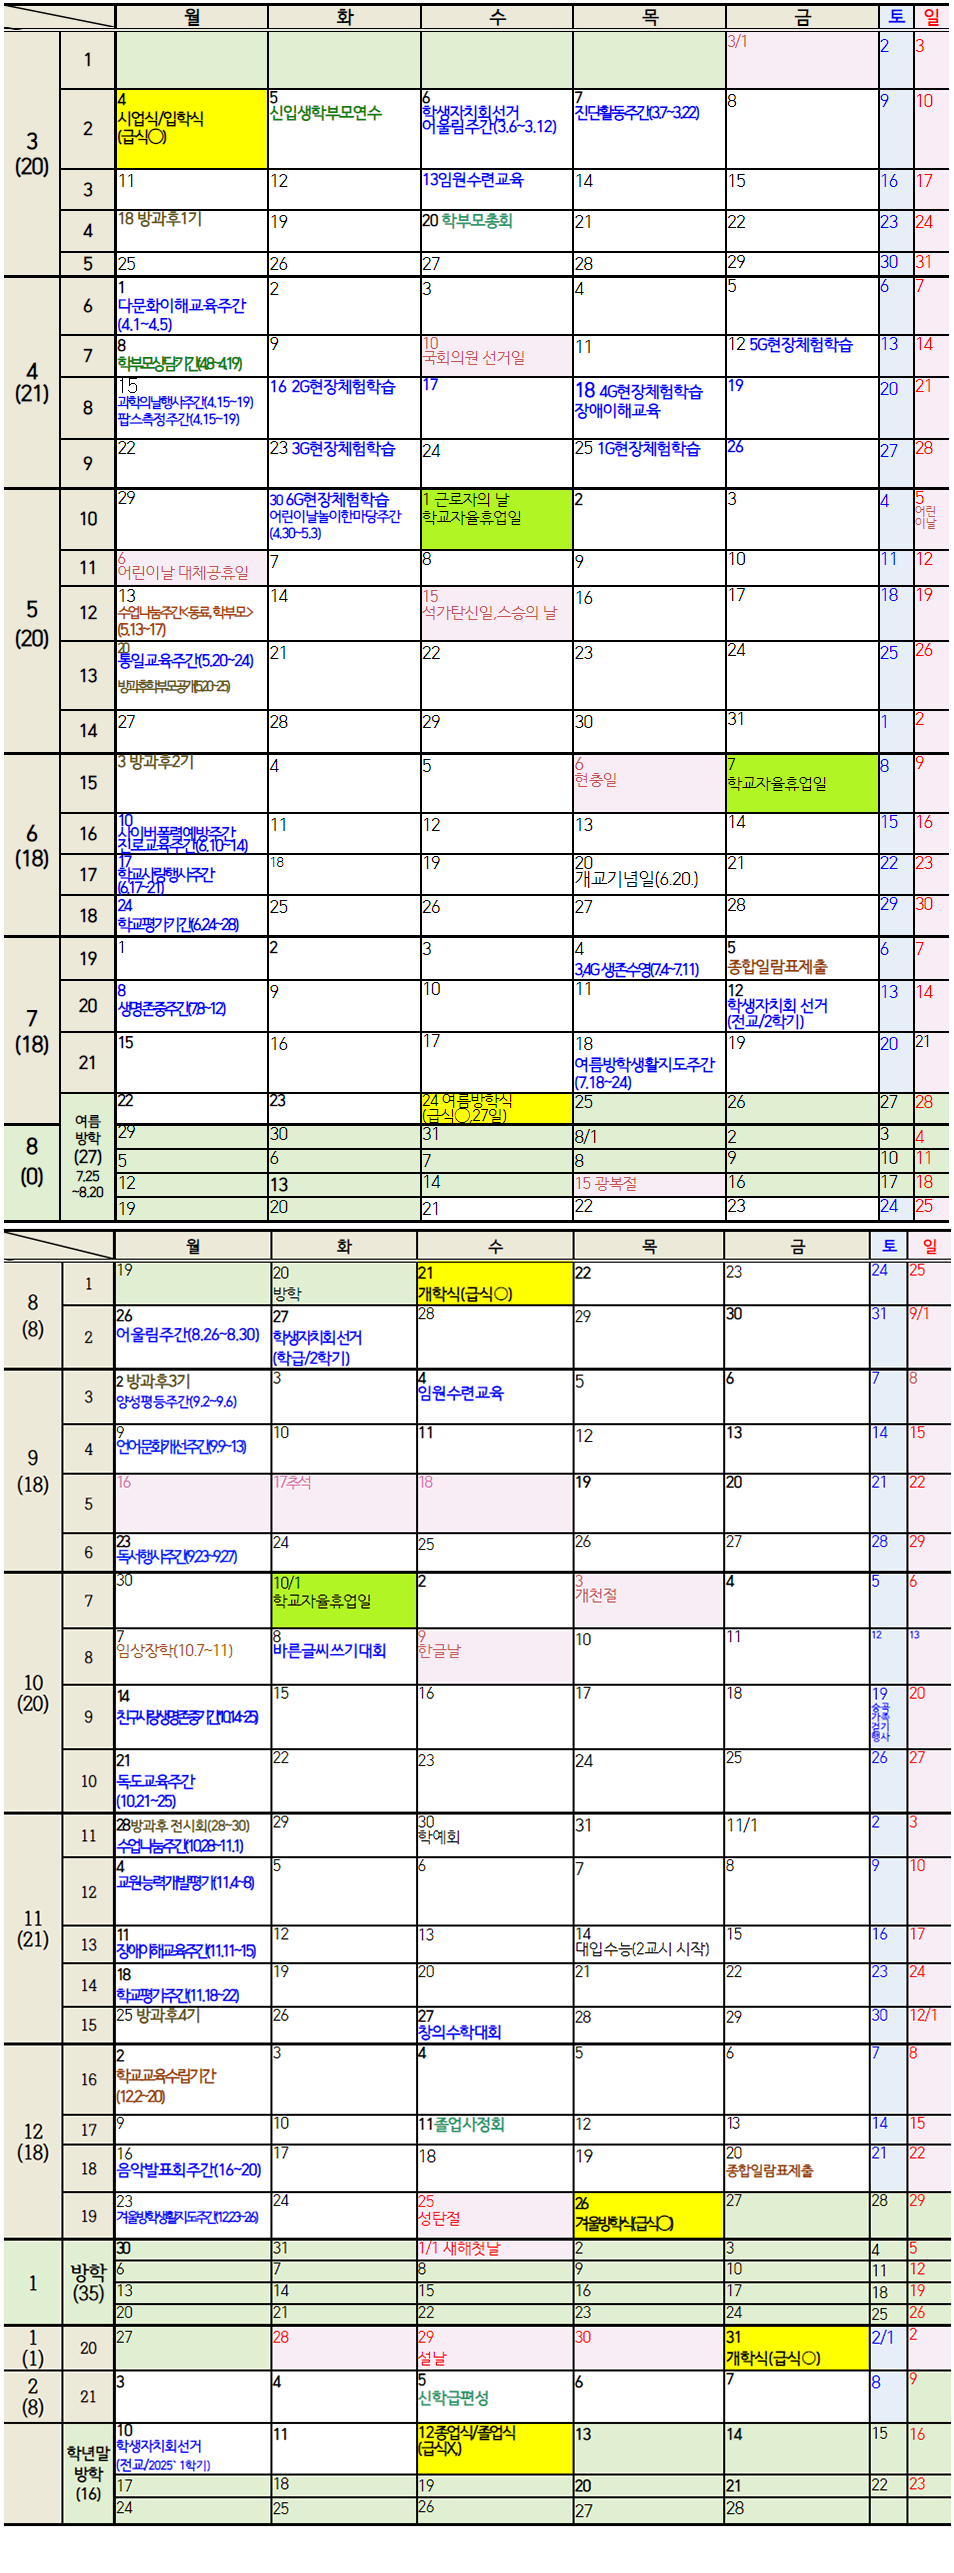 월 화 수 목 금 토 일
3
(20)
1 3/1 2 3
2
4
시업식/입학식
(급식◯)
5
신입생학부모연수
6
학생자치회선거
어울림주간(3.6~3.12)
7
진단활동주간(3.7~3.22)
8 9 10
3 11 12 13임원수련교육 14 15 16 17
4 18 방과후1기 19 20 학부모총회 21 22 23 24
5 25 26 27 28 29 30 31
4
(21)
6
1
다문화이해교육주간
(4.1~4.5)
2 3 4 5 6 7
7
8
학부모상담기간(4.8~4.19)
9
10
국회의원 선거일
11 12 5G현장체험학습 13 14
8
15
과학의날행사주간(4.15~19)
팝스측정주간(4.15~19)
16 2G현장체험학습 17
18 4G현장체험학습
장애이해교육
19 20 21
9 22 23 3G현장체험학습 24 25 1G현장체험학습 26 27 28
5
(20)
10 29
30 6G현장체험학습
어린이날놀이한마당주간
(4.30~5.3)
1 근로자의 날
학교자율휴업일
2 3 4
5
어린
이날
11
6
어린이날 대체공휴일
7 8 9 10 11 12
12
13
수업나눔주간<동료, 학부모>
(5.13~17)
14
15
석가탄신일,스승의 날
16 17 18 19
13
20
통일교육주간(5.20~24)
방과후학부모공개(5.20~25)
21 22 23 24 25 26
14 27 28 29 30 31 1 2
6
(18)
15 3 방과후2기 4 5
6
현충일
7
학교자율휴업일
8 9
16
10
사이버폭력예방주간
진로교육주간(6.10~14)
11 12 13 14 15 16
17
17
학교사랑행사주간
(6.17~21)
18 19
20
개교기념일(6.20.)
21 22 23
18
24
학교평가기간(6.24~28)
25 26 27 28 29 30
7
(18)
19 1 2 3
4
3,4G 생존수영(7.4~7.11)
5
종합일람표제출
6 7
20
8
생명존중주간(7.8~12)
9 10 11
12
학생자치회 선거
(전교/2학기)
13 14
21 15 16 17
18
여름방학생활지도주간
(7.18~24)
19 20 21
여름
방학
(27)
7.25
~8.20
22 23
24 여름방학식
(급식◯,27일)
25 26 27 28
8
(0)
29 30 31 8/1 2 3 4
5 6 7 8 9 10 11
12 13 14 15 광복절 16 17 18
19 20 21 22 23 24 25
월 화 수 목 금 토 일
8
(8)
1 19
20
방학
21
개학식(급식○)
22 23 24 25
2
26
어울림주간(8.26~8.30)
27
학생자치회선거
(학급/2학기)
28 29 30 31 9/1
9
(18)
3
2 방과후3기
양성평등주간(9.2~9.6)
3
4
임원수련교육
5 6 7 8
4
9
언어문화개선주간(9.9~13)
10 11 12 13 14 15
5 16 17추석 18 19 20 21 22
6
23
독서행사주간(9.23~9.27)
24 25 26 27 28 29
10
(20)
7 30
10/1
학교자율휴업일
2
3
개천절
4 5 6
8
7
임상장학(10.7~11)
8
바른글씨쓰기대회
9
한글날
10 11 12 13
9
14
친구사랑생명존중기간(10.14~25)
15 16 17 18
19
숭곡
가족
걷기
행사
20
10
21
독도교육주간
(10.21~25)
22 23 24 25 26 27
11
(21)
11
28방과후 전시회(28~30)
수업나눔주간(10.28~11.1)
29
30
학예회
31 11/1 2 3
12
4
교원능력개발평가(11.4~8)
5 6 7 8 9 10
13
11
장애이해교육주간(11.11~15)
12 13
14
대입수능(2교시 시작)
15 16 17
14
18
학교평가주간(11.18~22)
19 20 21 22 23 24
15 25 방과후4기 26
27
창의수학대회
28 29 30 12/1
12
(18)
16
2
학교교육수립기간
(12.2~20)
3 4 5 6 7 8
17 9 10 11졸업사정회 12 13 14 15
18
16
음악발표회주간(16~20)
17 18 19
20
종합일람표제출
21 22
19
23
겨울방학생활지도주간(12.23~26)
24
25
성탄절
26
겨울방학식(급식◯)
27 28 29
1
방학
(35)
30 31 1/1 새해첫날 2 3 4 5
6 7 8 9 10 11 12
13 14 15 16 17 18 19
20 21 22 23 24 25 26
1
(1)
20 27 28
29
설날
30
31
개학식(급식○)
2/1 2
2
(8)
21 3 4
5
신학급편성
6 7 8 9
학년말
방학
(16)
10
학생자치회선거
(전교/2025` 1학기)
11
12종업식/졸업식
(급식X)
13 14 15 16
17 18 19 20 21 22 23
24 25 26 27 28